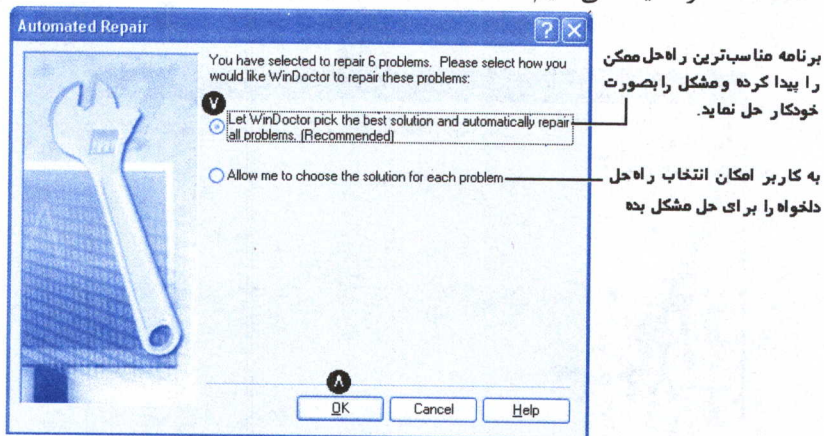 Automated Repair
You have selected to repair 6 problems. Please select how you
would like WinDoctor to repair these problems:
۷
Let WinDoctor pick the best solution and automatically repair
all problems. (Recommended)
Allow me to choose the solution for each problem
۸
OK
Cancel
Help
برنامه مناسب‌ترین راه‌حل ممکن
را پیدا کرده و مشکل را بصورت
خودکار حل نماید.
به کاربر امکان انتخاب راه‌حل
دلخواه را برای حل مشکل بده